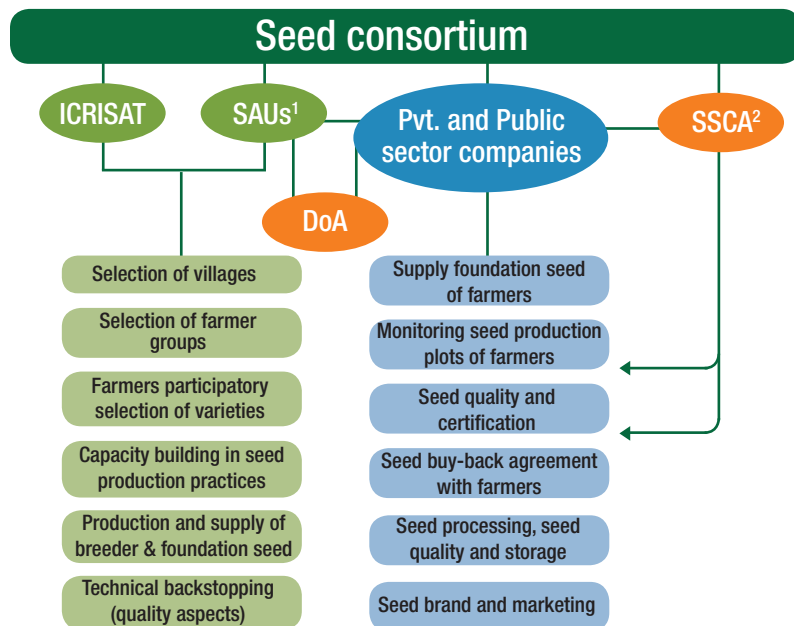 Seed consortium
ICRISAT
SAUs¹
Pvt. and Public
sector companies
SSCA²
DoA
Selection of villages
Selection of farmer
groups
Farmers participatory
selection of varieties
Capacity building in seed
production practices
Production and supply of
breeder & foundation seed
Technical backstopping
(quality aspects)
Supply foundation seed
of farmers
Monitoring seed production
plots of farmers
Seed quality and
certification
Seed buy-back agreement
with farmers
Seed processing, seed
quality and storage
Seed brand and marketing